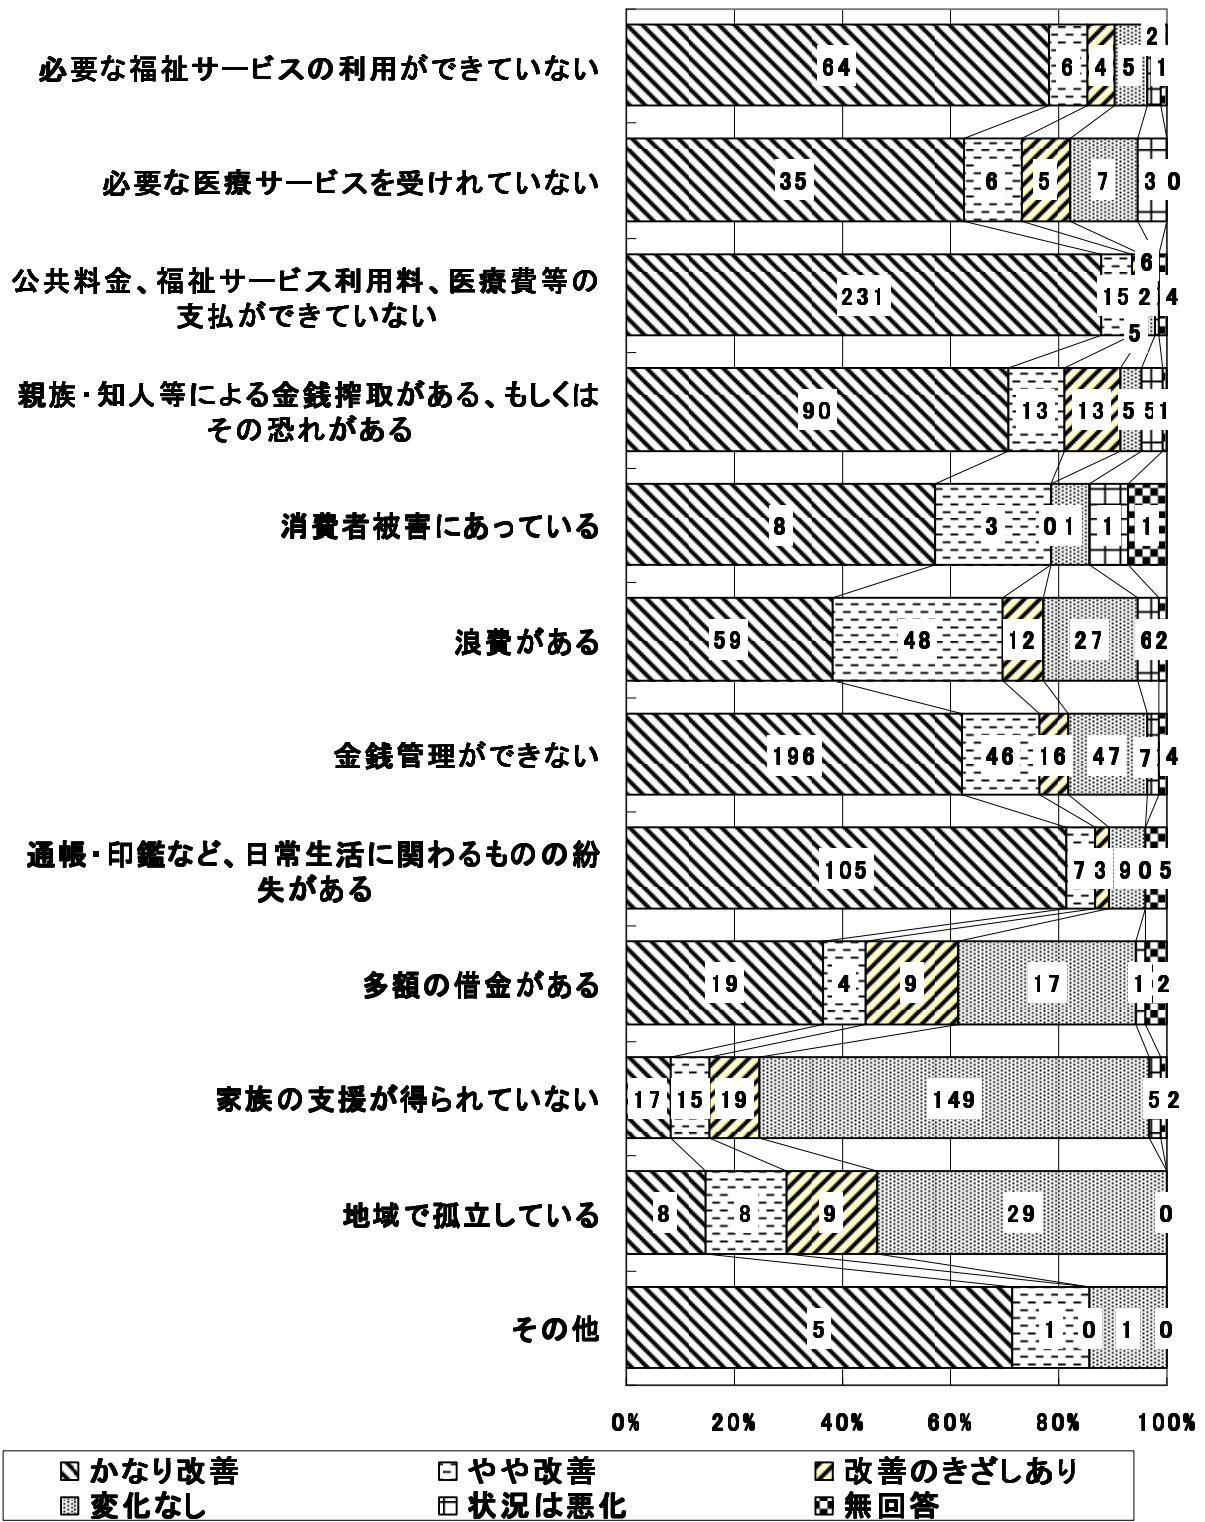 必要な福祉サービスの利用ができていない
64 6 4 5 2 1
必要な医療サービスを受けれていない
35 6 5 7 3 0
公共料金、福祉サービス利用料、医療費等の
支払ができていない
231 15 6 5 2 4
親族・知人等による金銭搾取がある、もしくは
その恐れがある
90 13 13 5 5 1
消費者被害にあっている
8 3 0 1 1 1
浪費がある
59 48 12 27 6 2
金銭管理ができない
196 46 16 47 7 4
通帳・印鑑など、日常生活に関わるものの紛
失がある
105 7 3 9 0 5
多額の借金がある
19 4 9 17 1 2
家族の支援が得られていない
17 15 19 149 5 2
地域で孤立している
8 8 9 29 0
その他
5 1 0 1 0
0% 20% 40% 60% 80% 100%
かなり改善 やや改善 改善のきざしあり
変化なし 状況は悪化 無回答